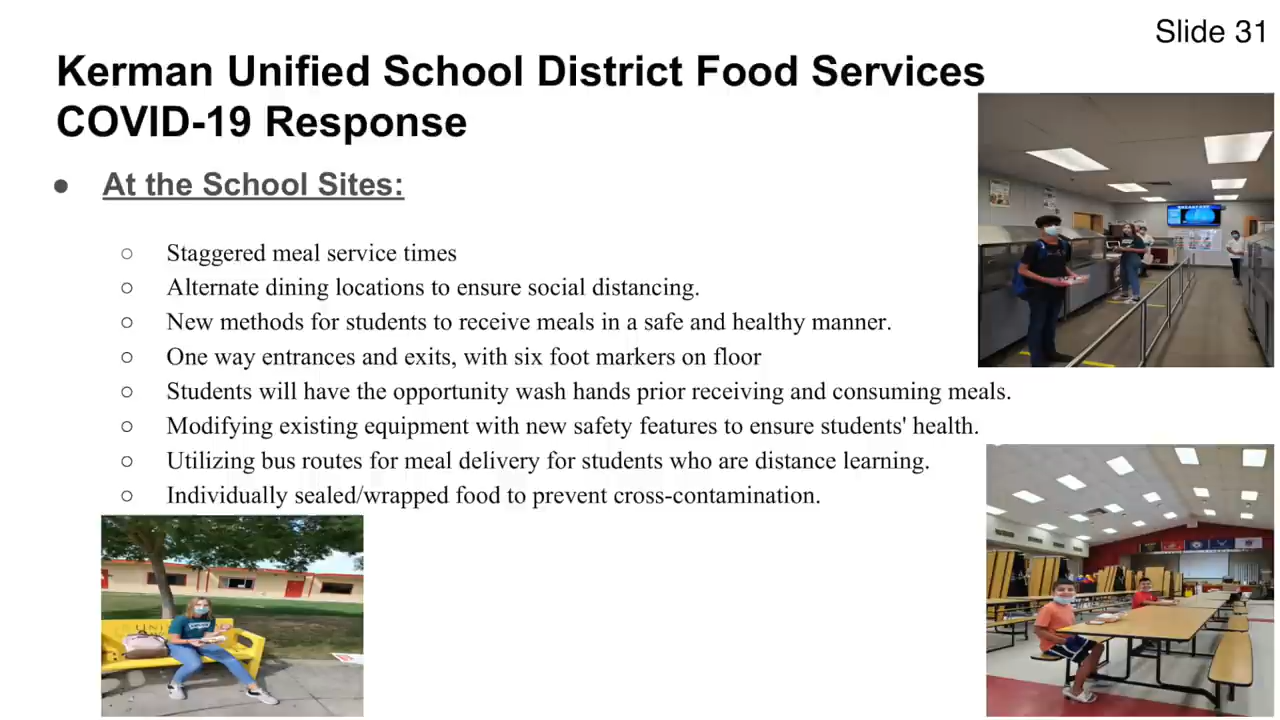 Slide 31
Kerman Unified School District Food Services
COVID-19 Response
● At the School Sites:
○ Staggered meal service times
○ Alternate dining locations to ensure social distancing.
○ New methods for students to receive meals in a safe and healthy manner.
○ One way entrances and exits, with six foot markers on floor
○ Students will have the opportunity wash hands prior receiving and consuming meals.
○ Modifying existing equipment with new safety features to ensure students' health.
○ Utilizing bus routes for meal delivery for students who are distance learning.
○ Individually sealed/wrapped food to prevent cross-contamination.
BREAKFAST